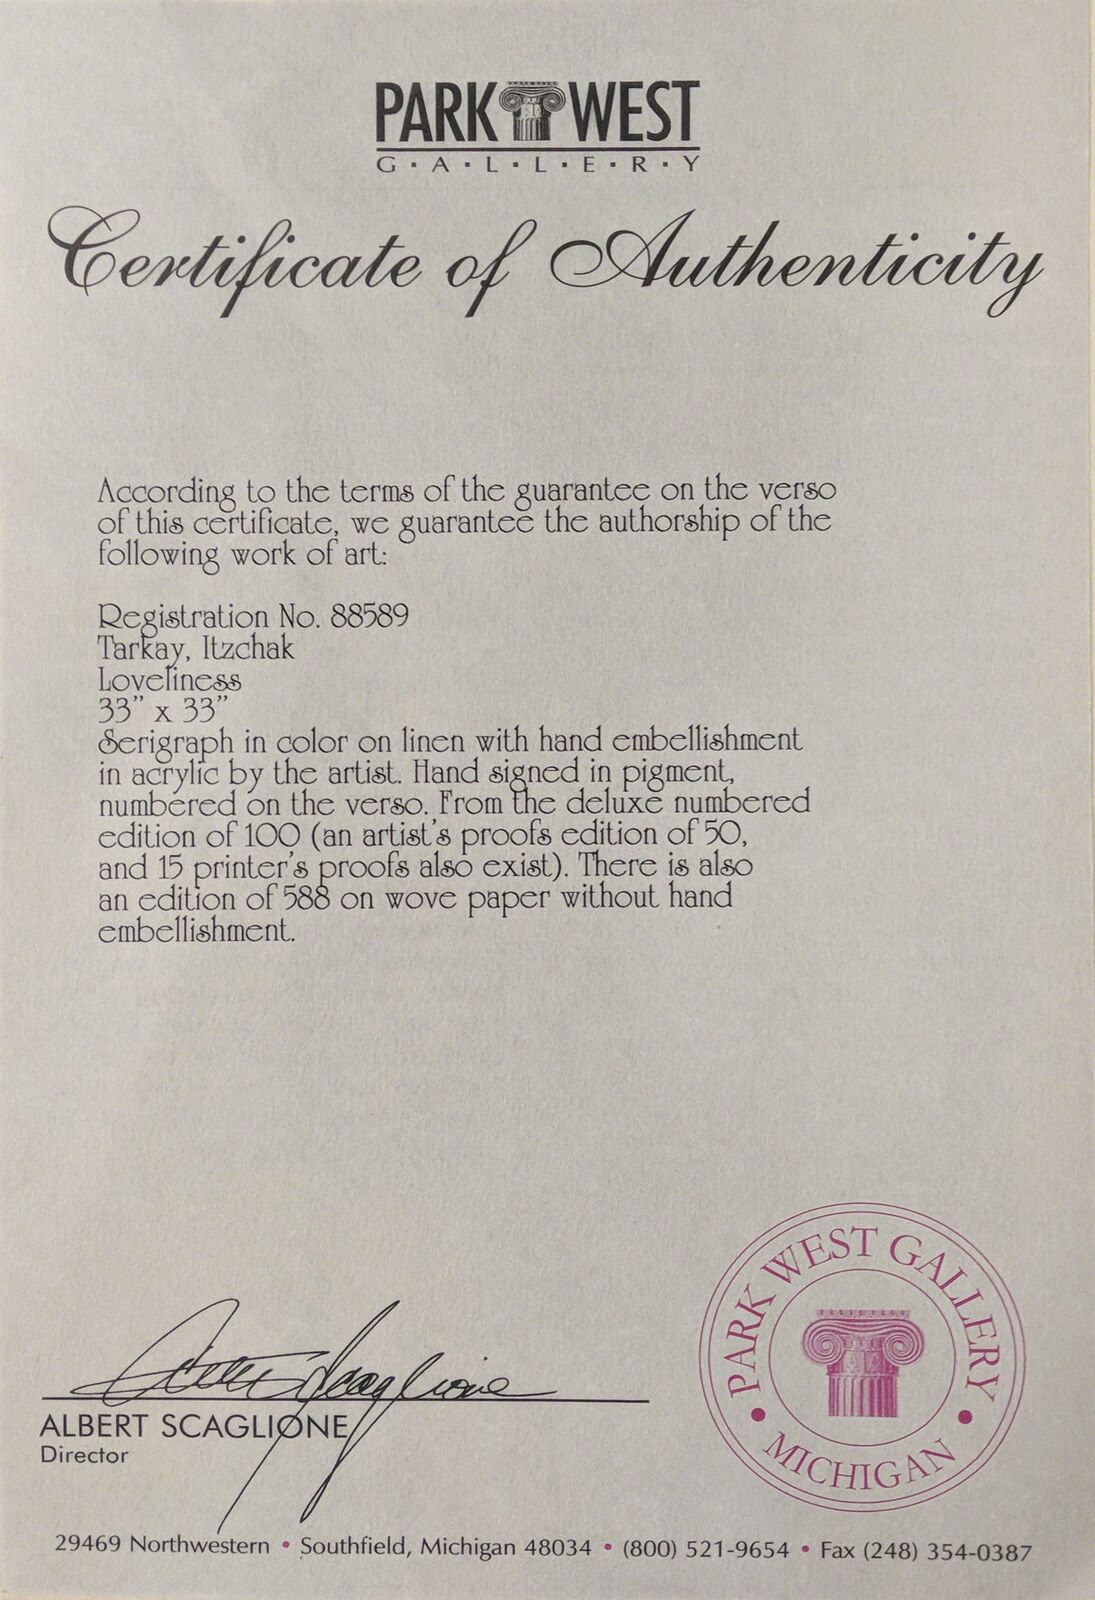 PARK WEST
G·A·L·L·E·R·Y
Certificate of Authenticity
According to the terms of the guarantee on the verso
of this certificate, we guarantee the authorship of the
following work of art:
Registration No. 88589
Tarkay, Itzchak
Loveliness
33" x 33"
Serigraph in color on linen with hand embellishment
in acrylic by the artist. Hand signed in pigment,
numbered on the verso. From the deluxe numbered
edition of 100 (an artist's proofs edition of 50,
and 15 printer's proofs also exist). There is also
an edition of 588 on wove paper without hand
embellishment.
ALBERT SCAGLIONE
Director
PARK WEST GALLERY
• MICHIGAN •
29469 Northwestern • Southfield, Michigan 48034 • (800) 521-9654 • Fax (248) 354-0387